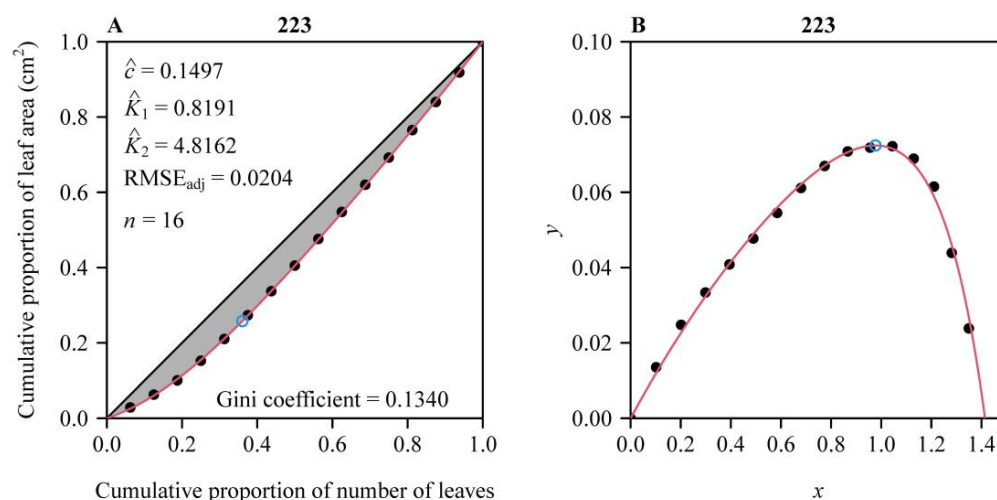 A 223
ĉ = 0.1497
K̂₁ = 0.8191
K̂₂ = 4.8162
RMSEadj = 0.0204
n = 16
Gini coefficient = 0.1340
Cumulative proportion of leaf area (cm²)
1.0
0.8
0.6
0.4
0.2
0.0
0.0 0.2 0.4 0.6 0.8 1.0
Cumulative proportion of number of leaves
B 223
y
0.10
0.08
0.06
0.04
0.02
0.00
0.0 0.2 0.4 0.6 0.8 1.0 1.2 1.4
x